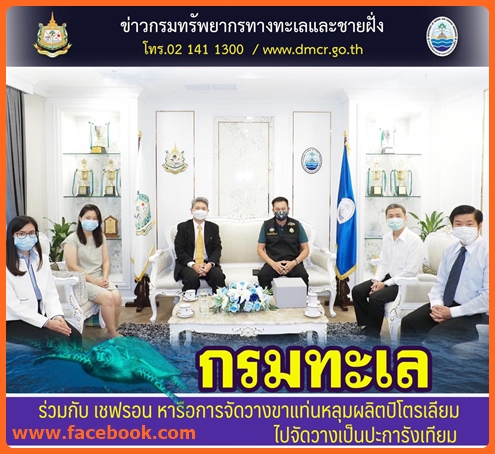 ข่าวกรมทรัพยากรทางทะเลและชายฝั่ง
โทร.02 141 1300 / www.dmcr.go.th
กรมทะเล
ร่วมกับ เชฟรอน หารือการจัดวางขาแท่นหลุมผลิตปิโตรเลียม
ไปจัดวางเป็นปะการังเทียม
www.facebook.com